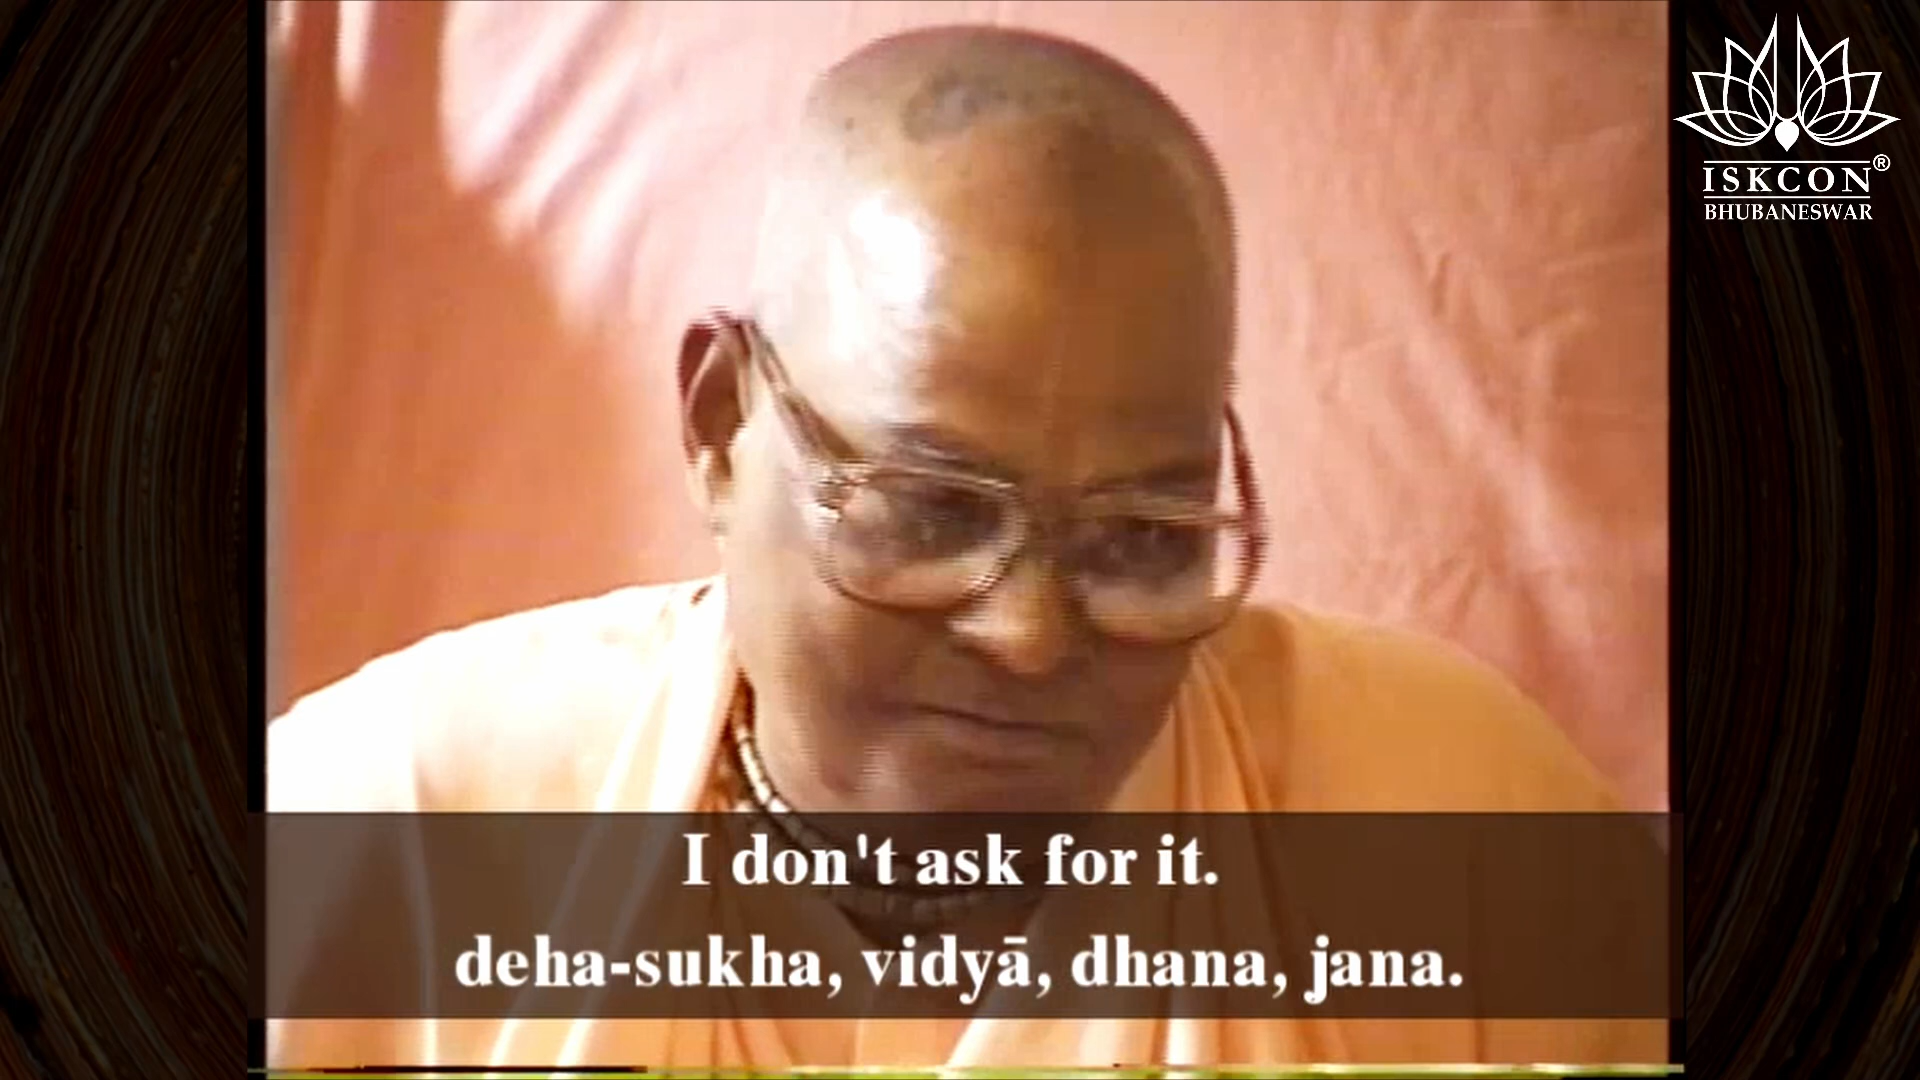 ISKCON®
BHUBANESWAR
I don't ask for it.
deha-sukha, vidyā, dhana, jana.